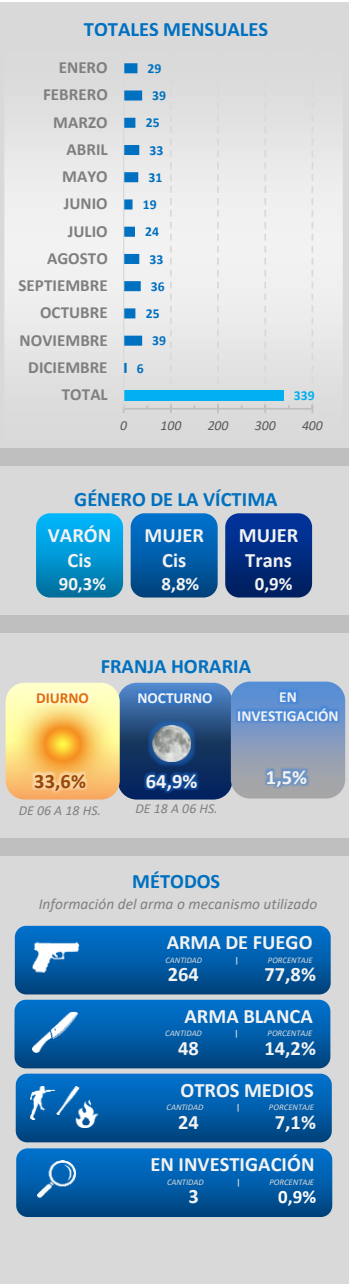 TOTALES MENSUALES
ENERO 29
FEBRERO 39
MARZO 25
ABRIL 33
MAYO 31
JUNIO 19
JULIO 24
AGOSTO 33
SEPTIEMBRE 36
OCTUBRE 25
NOVIEMBRE 39
DICIEMBRE 6
TOTAL 339
0 100 200 300 400
GÉNERO DE LA VÍCTIMA
VARÓN
Cis
90,3%
MUJER
Cis
8,8%
MUJER
Trans
0,9%
FRANJA HORARIA
DIURNO
33,6%
DE 06 A 18 HS.
NOCTURNO
64,9%
DE 18 A 06 HS.
EN
INVESTIGACIÓN
1,5%
MÉTODOS
Información del arma o mecanismo utilizado
ARMA DE FUEGO
CANTIDAD | PORCENTAJE
264 77,8%
ARMA BLANCA
CANTIDAD | PORCENTAJE
48 14,2%
OTROS MEDIOS
CANTIDAD | PORCENTAJE
24 7,1%
EN INVESTIGACIÓN
CANTIDAD | PORCENTAJE
3 0,9%